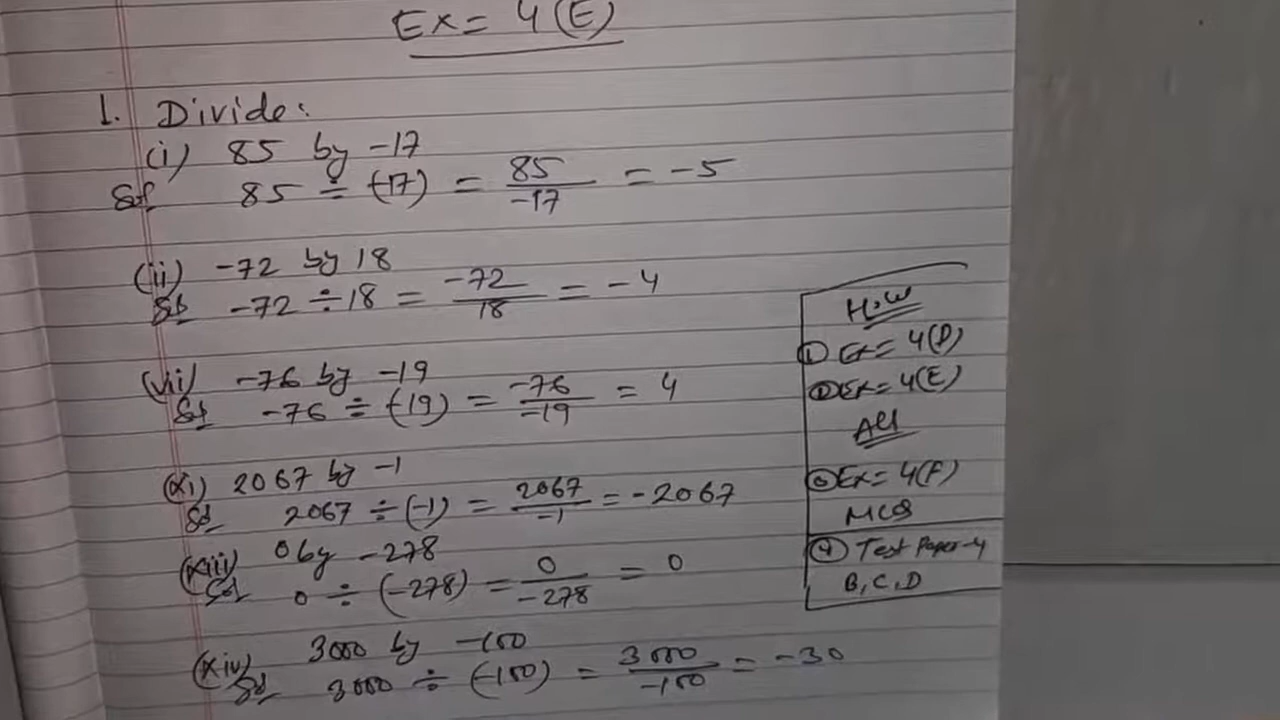 Ex= 4(E)
1. Divide:
(i) 85 by -17
Sol 85 ÷ (-17) = 85/-17 = -5
(ii) -72 by 18
Sol -72 ÷ 18 = -72/18 = -4
(vii) -76 by -19
Sol -76 ÷ (-19) = -76/-19 = 4
(xi) 2067 by -1
Sol 2067 ÷ (-1) = 2067/-1 = -2067
(xiii) 0 by -278
Sol 0 ÷ (-278) = 0/-278 = 0
(xiv) 3000 by -100
Sol 3000 ÷ (-100) = 3000/-100 = -30
H.W
① Ex= 4(D)
② Ex= 4(E)
All
③ Ex= 4(F)
MCQ
④ Test Paper-4
B, C, D